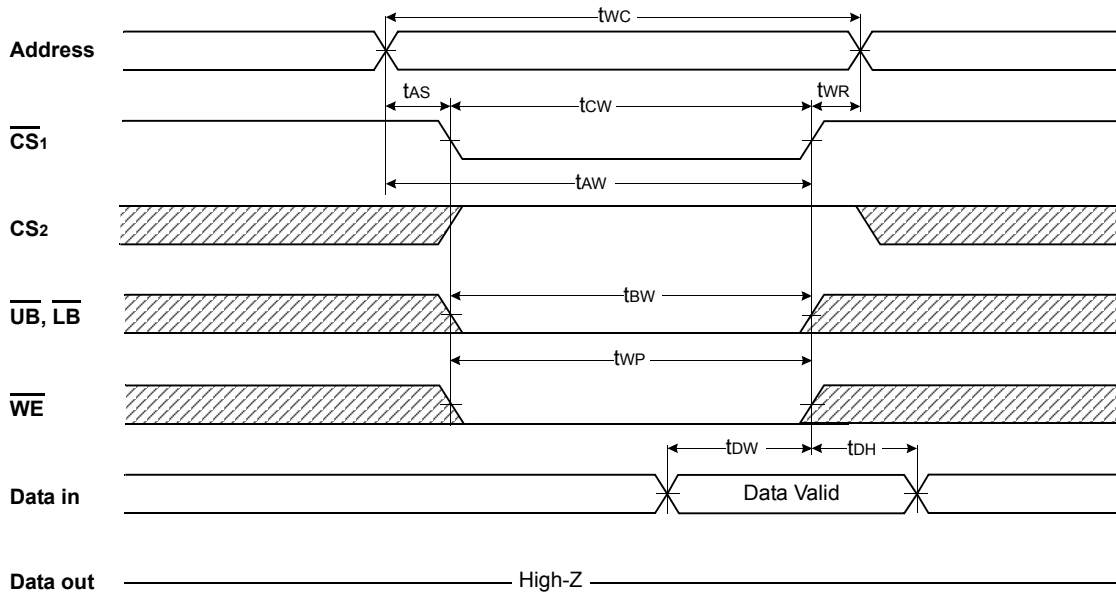 tWC
Address
tAS
tCW
tWR
CS1
tAW
CS2
tBW
UB, LB
tWP
WE
tDW
tDH
Data in
Data Valid
Data out
High-Z